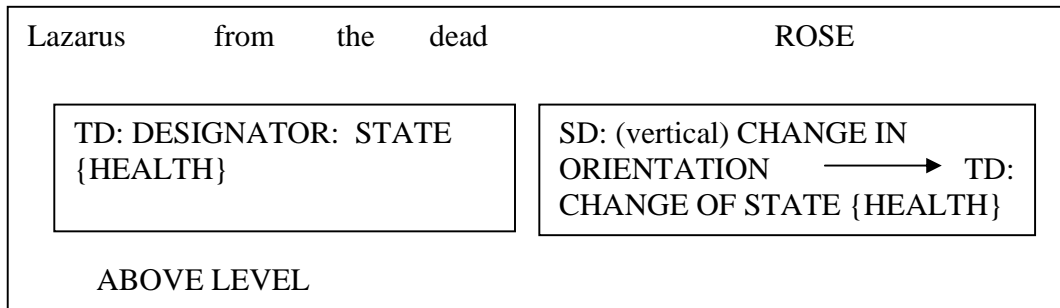 Lazarus from the dead ROSE
TD: DESIGNATOR: STATE
{HEALTH}
SD: (vertical) CHANGE IN
ORIENTATION TD:
CHANGE OF STATE {HEALTH}
ABOVE LEVEL